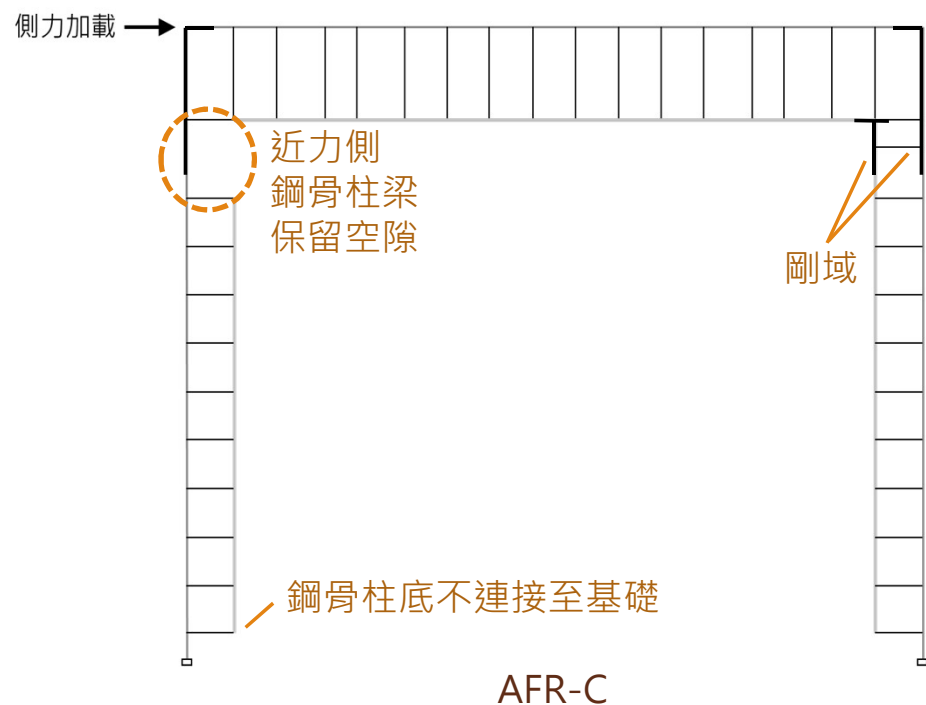 側力加載
近力側
鋼骨柱梁
保留空隙
剛域
鋼骨柱底不連接至基礎
AFR-C